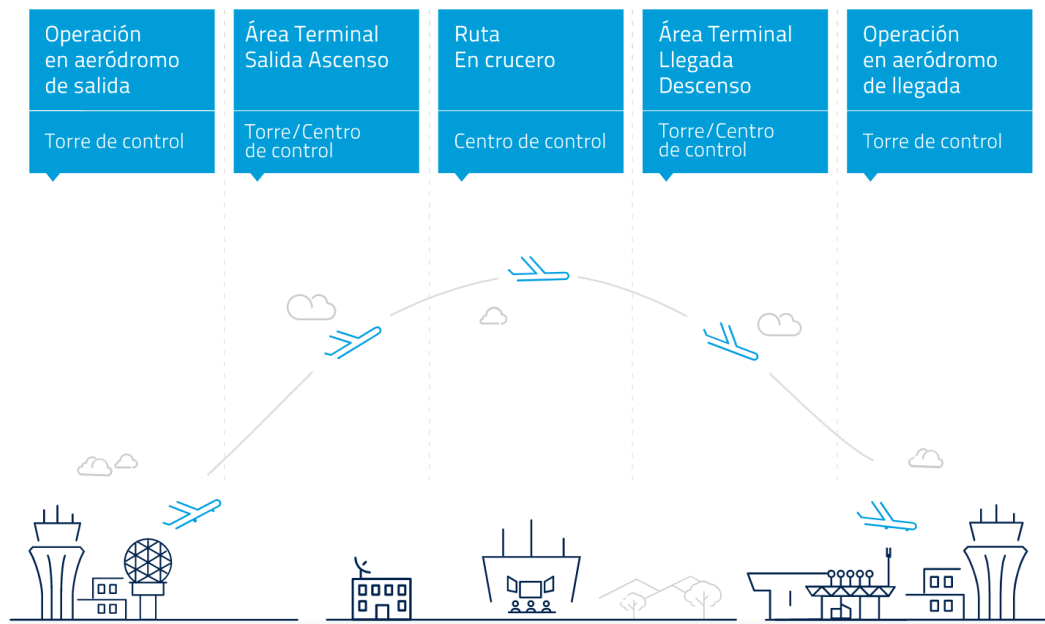 Operación
en aeródromo
de salida
Torre de control
Área Terminal
Salida Ascenso
Torre/Centro
de control
Ruta
En crucero
Centro de control
Área Terminal
Llegada
Descenso
Torre/Centro
de control
Operación
en aeródromo
de llegada
Torre de control